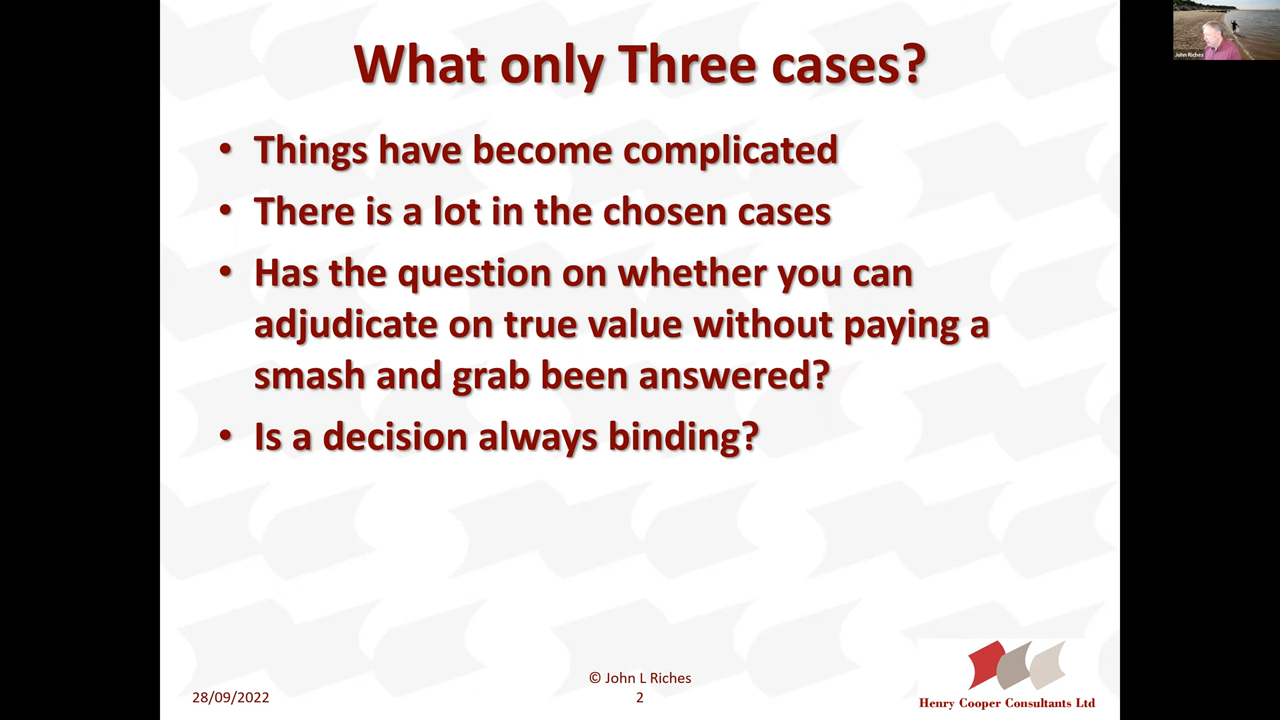 What only Three cases?
• Things have become complicated
• There is a lot in the chosen cases
• Has the question on whether you can
adjudicate on true value without paying a
smash and grab been answered?
• Is a decision always binding?
John Riches
© John L Riches
28/09/2022
2
Henry Cooper Consultants Ltd